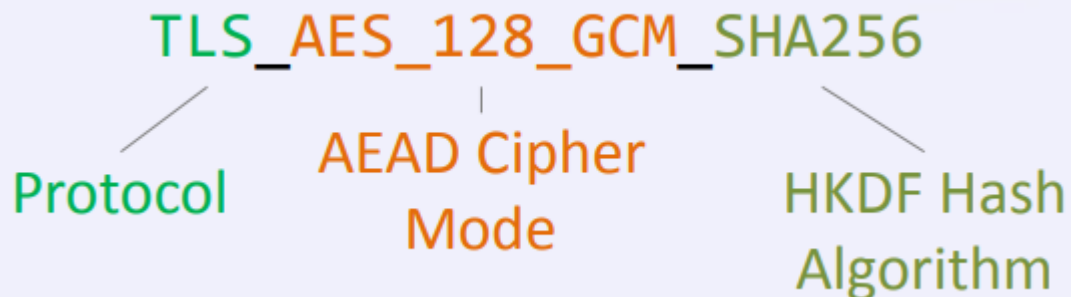 TLS_AES_128_GCM_SHA256
Protocol
AEAD Cipher
Mode
HKDF Hash
Algorithm